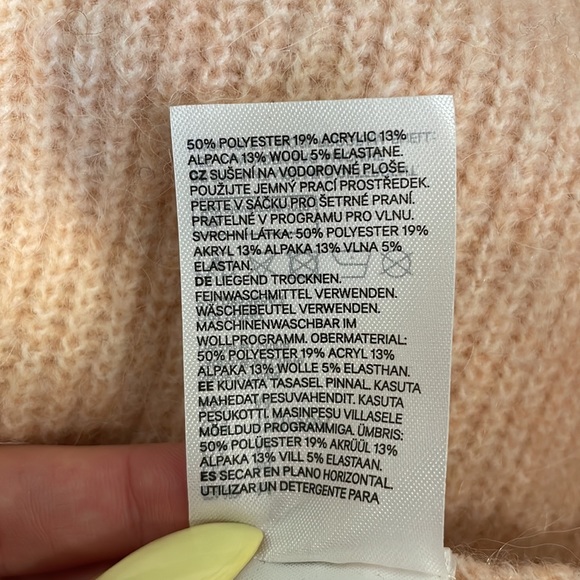 50% POLYESTER 19% ACRYLIC 13%
ALPACA 13% WOOL 5% ELASTANE.
CZ SUŠENÍ NA VODOROVNÉ PLOŠE.
POUŽIJTE JEMNÝ PRACÍ PROSTŘEDEK.
PERTE V SÁČKU PRO ŠETRNÉ PRANÍ.
PRATELNÉ V PROGRAMU PRO VLNU.
SVRCHNÍ LÁTKA: 50% POLYESTER 19%
AKRYL 13% ALPAKA 13% VLNA 5%
ELASTAN.
DE LIEGEND TROCKNEN.
FEINWASCHMITTEL VERWENDEN.
WÄSCHEBEUTEL VERWENDEN.
MASCHINENWASCHBAR IM
WOLLPROGRAMM. OBERMATERIAL:
50% POLYESTER 19% ACRYL 13%
ALPAKA 13% WOLLE 5% ELASTHAN.
EE KUIVATA TASASEL PINNAL. KASUTA
MAHEDAT PESUVAHENDIT. KASUTA
PESUKOTTI. MASINPESU VILLASELE
MÕELDUD PROGRAMMIGA. ÜMBRIS:
50% POLÜESTER 19% AKRÜÜL 13%
ALPAKA 13% VILL 5% ELASTAAN.
ES SECAR EN PLANO HORIZONTAL.
UTILIZAR UN DETERGENTE PARA